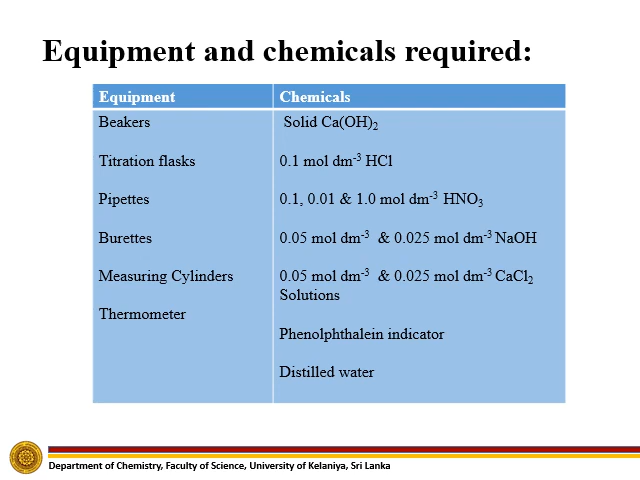 Equipment and chemicals required:
Equipment Chemicals
Beakers Solid Ca(OH)₂
Titration flasks 0.1 mol dm⁻³ HCl
Pipettes 0.1, 0.01 & 1.0 mol dm⁻³ HNO₃
Burettes 0.05 mol dm⁻³ & 0.025 mol dm⁻³ NaOH
Measuring Cylinders 0.05 mol dm⁻³ & 0.025 mol dm⁻³ CaCl₂
Solutions
Thermometer
Phenolphthalein indicator
Distilled water
Department of Chemistry, Faculty of Science, University of Kelaniya, Sri Lanka